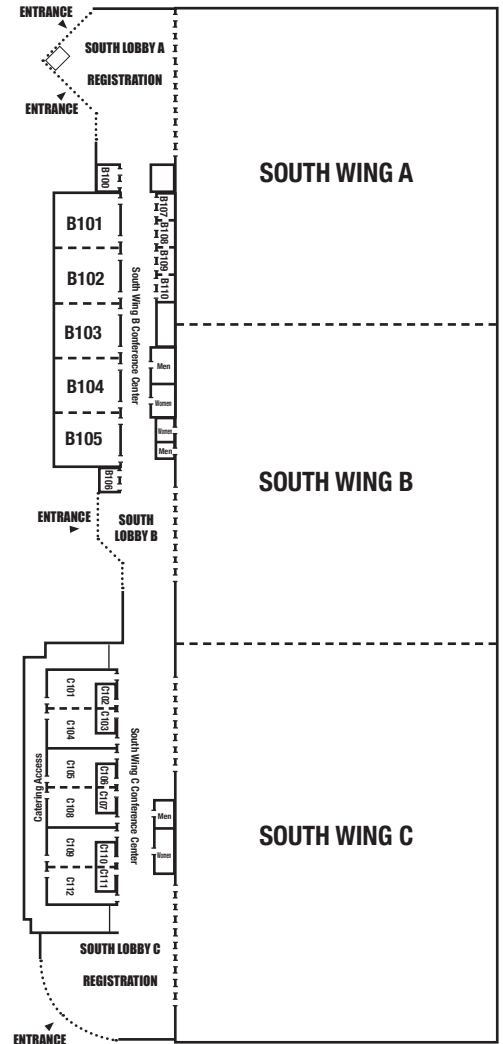 ENTRANCE
SOUTH LOBBY A
REGISTRATION
ENTRANCE
SOUTH WING A
B100
B101
B102
B103
B104
B105
B106
B107
B108
B109
B110
South Wing B Conference Center
Men
Women
Women
Men
SOUTH WING B
ENTRANCE
SOUTH
LOBBY B
C101
C102
C103
C104
C105
C106
C107
C108
C109
C110
C111
C112
Catering Access
South Wing C Conference Center
Men
Women
SOUTH WING C
SOUTH LOBBY C
REGISTRATION
ENTRANCE